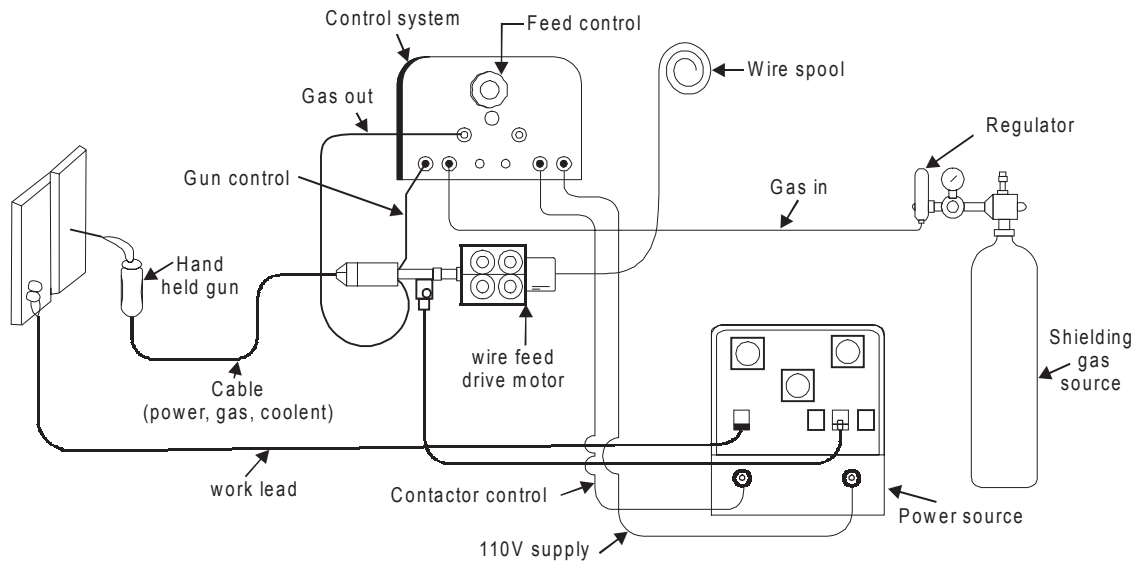 Control system
Feed control
Wire spool
Gas out
Regulator
Gun control
Gas in
Hand
held gun
wire feed
drive motor
Shielding
gas
source
Cable
(power, gas, coolent)
work lead
Contactor control
Power source
110V supply